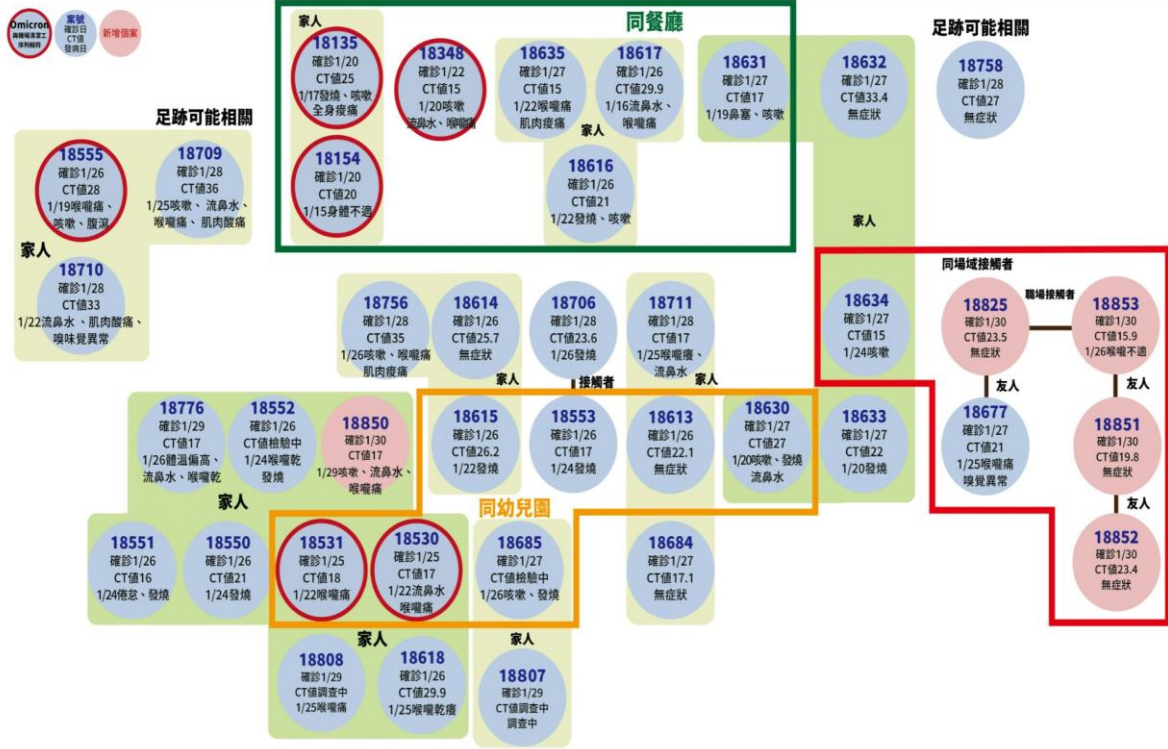 Omicron
與機場清潔工
序列相符
案號
確診日
CT值
發病日
新增個案
家人
同餐廳
足跡可能相關
18135
確診1/20
CT值25
1/17發燒、咳嗽
全身痠痛
18348
確診1/22
CT值15
1/20咳嗽
流鼻水、喉嚨痛
18635
確診1/27
CT值15
1/22喉嚨痛
肌肉痠痛
18617
確診1/26
CT值29.9
1/16流鼻水、
喉嚨痛
18631
確診1/27
CT值17
1/19鼻塞、咳嗽
18632
確診1/27
CT值33.4
無症狀
18758
確診1/28
CT值27
無症狀
足跡可能相關
18555
確診1/26
CT值28
1/19喉嚨痛、
咳嗽、腹瀉
18709
確診1/28
CT值36
1/25咳嗽、流鼻水、
喉嚨痛、肌肉酸痛
18154
確診1/20
CT值20
1/15身體不適
家人
18616
確診1/26
CT值21
1/22發燒、咳嗽
家人
家人
18710
確診1/28
CT值33
1/22流鼻水、肌肉酸痛、
嗅味覺異常
18756
確診1/28
CT值35
1/26咳嗽、喉嚨痛
肌肉痠痛
18614
確診1/26
CT值25.7
無症狀
18706
確診1/28
CT值23.6
1/26發燒
18711
確診1/28
CT值17
1/25喉嚨癢、
流鼻水
18634
確診1/27
CT值15
1/24咳嗽
同場域接觸者
18825
確診1/30
CT值23.5
無症狀
職場接觸者
18853
確診1/30
CT值15.9
1/26喉嚨不適
家人
接觸者
家人
友人
友人
18776
確診1/29
CT值17
1/26體溫偏高、
流鼻水、喉嚨乾
18552
確診1/26
CT值檢驗中
1/24喉嚨乾
發燒
18850
確診1/30
CT值17
1/29咳嗽、流鼻水、
喉嚨痛
18615
確診1/26
CT值26.2
1/22發燒
18553
確診1/26
CT值17
1/24發燒
18613
確診1/26
CT值22.1
無症狀
18630
確診1/27
CT值27
1/20咳嗽、發燒
流鼻水
18633
確診1/27
CT值22
1/20發燒
18677
確診1/27
CT值21
1/25喉嚨痛
嗅覺異常
18851
確診1/30
CT值19.8
無症狀
家人
同幼兒園
友人
18551
確診1/26
CT值16
1/24倦怠、發燒
18550
確診1/26
CT值21
1/24發燒
18531
確診1/25
CT值18
1/22喉嚨痛
18530
確診1/25
CT值17
1/22流鼻水
喉嚨痛
18685
確診1/27
CT值檢驗中
1/26咳嗽、發燒
18684
確診1/27
CT值17.1
無症狀
18852
確診1/30
CT值23.4
無症狀
家人
家人
18808
確診1/29
CT值調查中
1/25喉嚨痛
18618
確診1/26
CT值29.9
1/25喉嚨乾癢
18807
確診1/29
CT值調查中
調查中